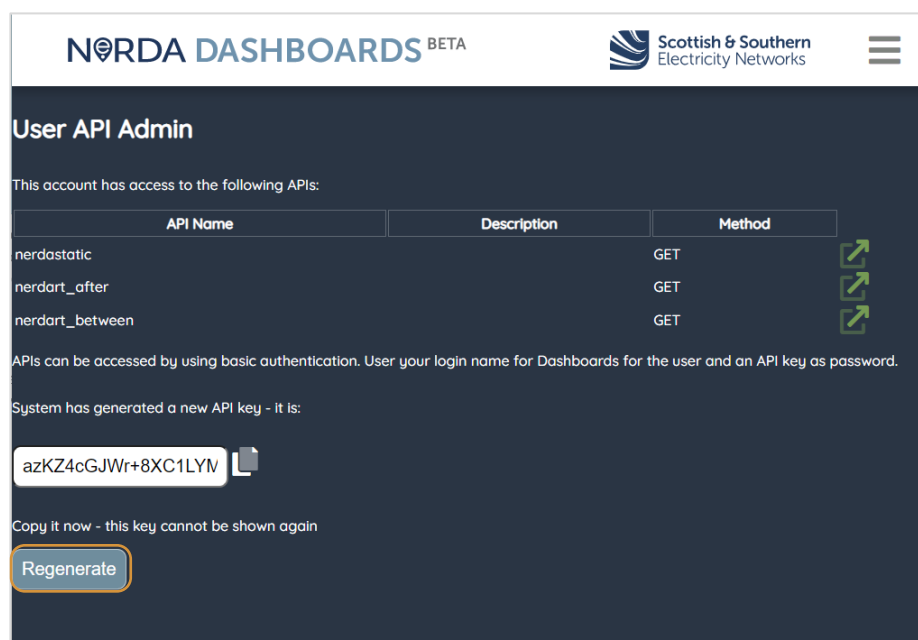 NERDA DASHBOARDS BETA
Scottish & Southern
Electricity Networks
User API Admin
This account has access to the following APIs:
API Name Description Method
nerdastatic GET
nerdart_after GET
nerdart_between GET
APIs can be accessed by using basic authentication. User your login name for Dashboards for the user and an API key as password.
System has generated a new API key - it is:
azKZ4cGJWr+8XC1LYM
Copy it now - this key cannot be shown again
Regenerate